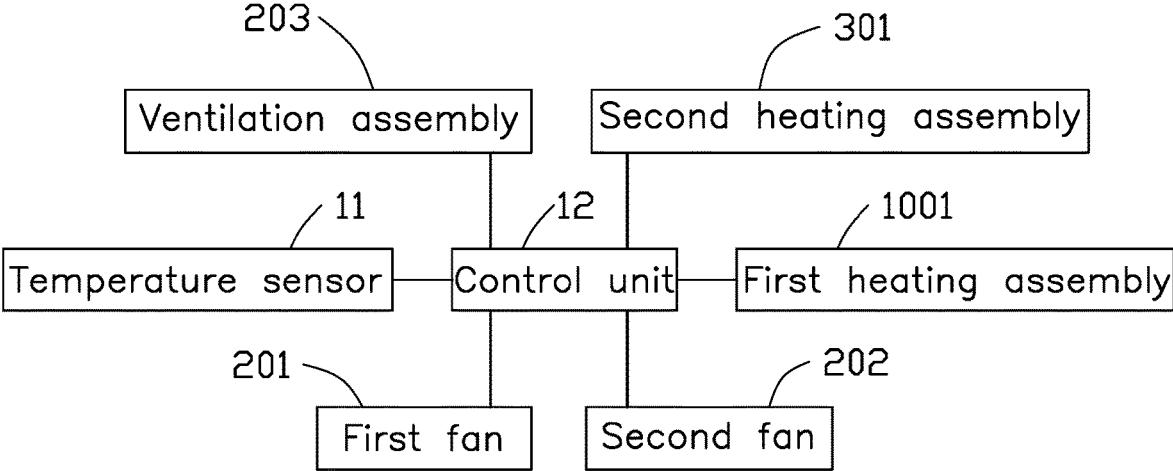 203
301
Ventilation assembly
Second heating assembly
11
12
1001
Temperature sensor
Control unit
First heating assembly
201
202
First fan
Second fan